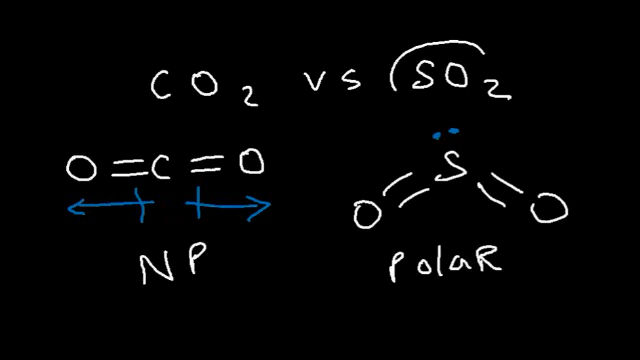 CO₂ vs SO₂
O=C=O
S
O O
NP
PolaR